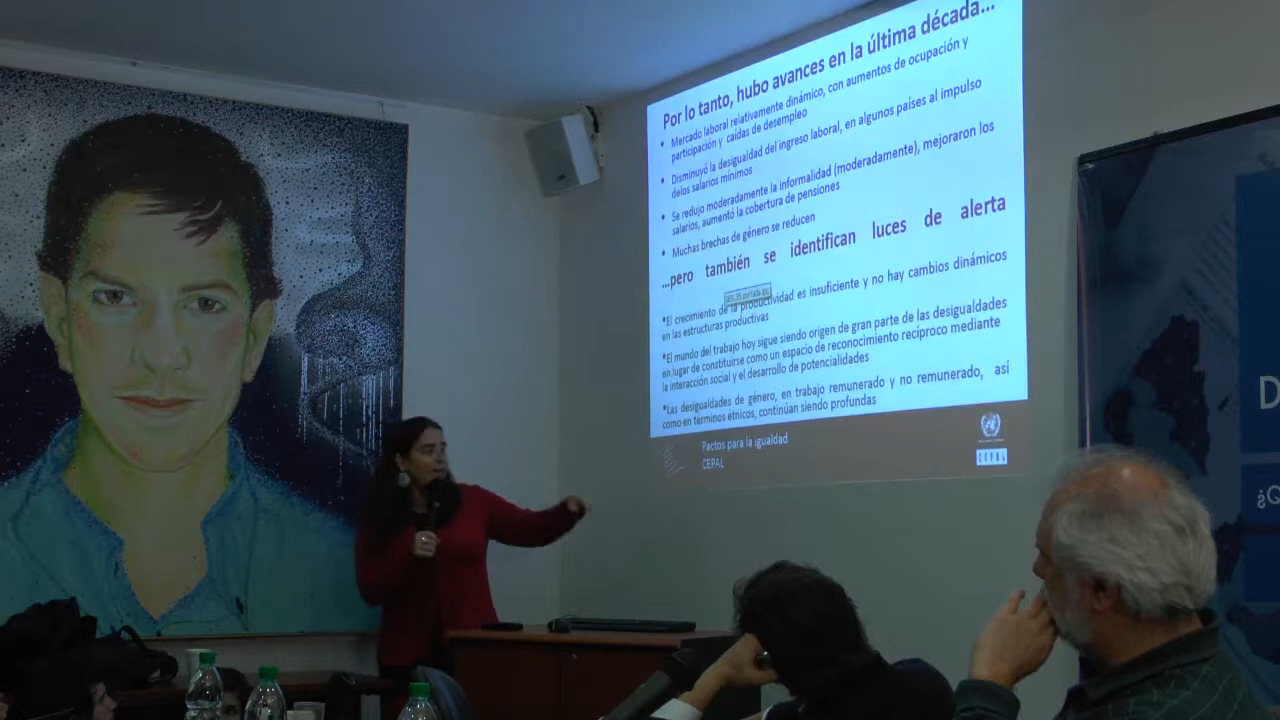 Por lo tanto, hubo avances en la última década...
• Mercado laboral relativamente dinámico, con aumentos de ocupación y
participación y caídas de desempleo
• Disminuyó la desigualdad del ingreso laboral, en algunos países al impulso
delos salarios mínimos
• Se redujo moderadamente la informalidad (moderadamente), mejoraron los
salarios, aumentó la cobertura de pensiones
• Muchas brechas de género se reducen
...pero también se identifican luces de alerta
•El crecimiento de la productividad es insuficiente y no hay cambios dinámicos
en las estructuras productivas
•El mundo del trabajo hoy sigue siendo origen de gran parte de las desigualdades
en lugar de constituirse como un espacio de reconocimiento recíproco mediante
la interacción social y el desarrollo de potencialidades
•Las desigualdades de género, en trabajo remunerado y no remunerado, así
como en términos étnicos, continúan siendo profundas
Pactos para la igualdad
CEPAL
CEPAL
D
¿Q